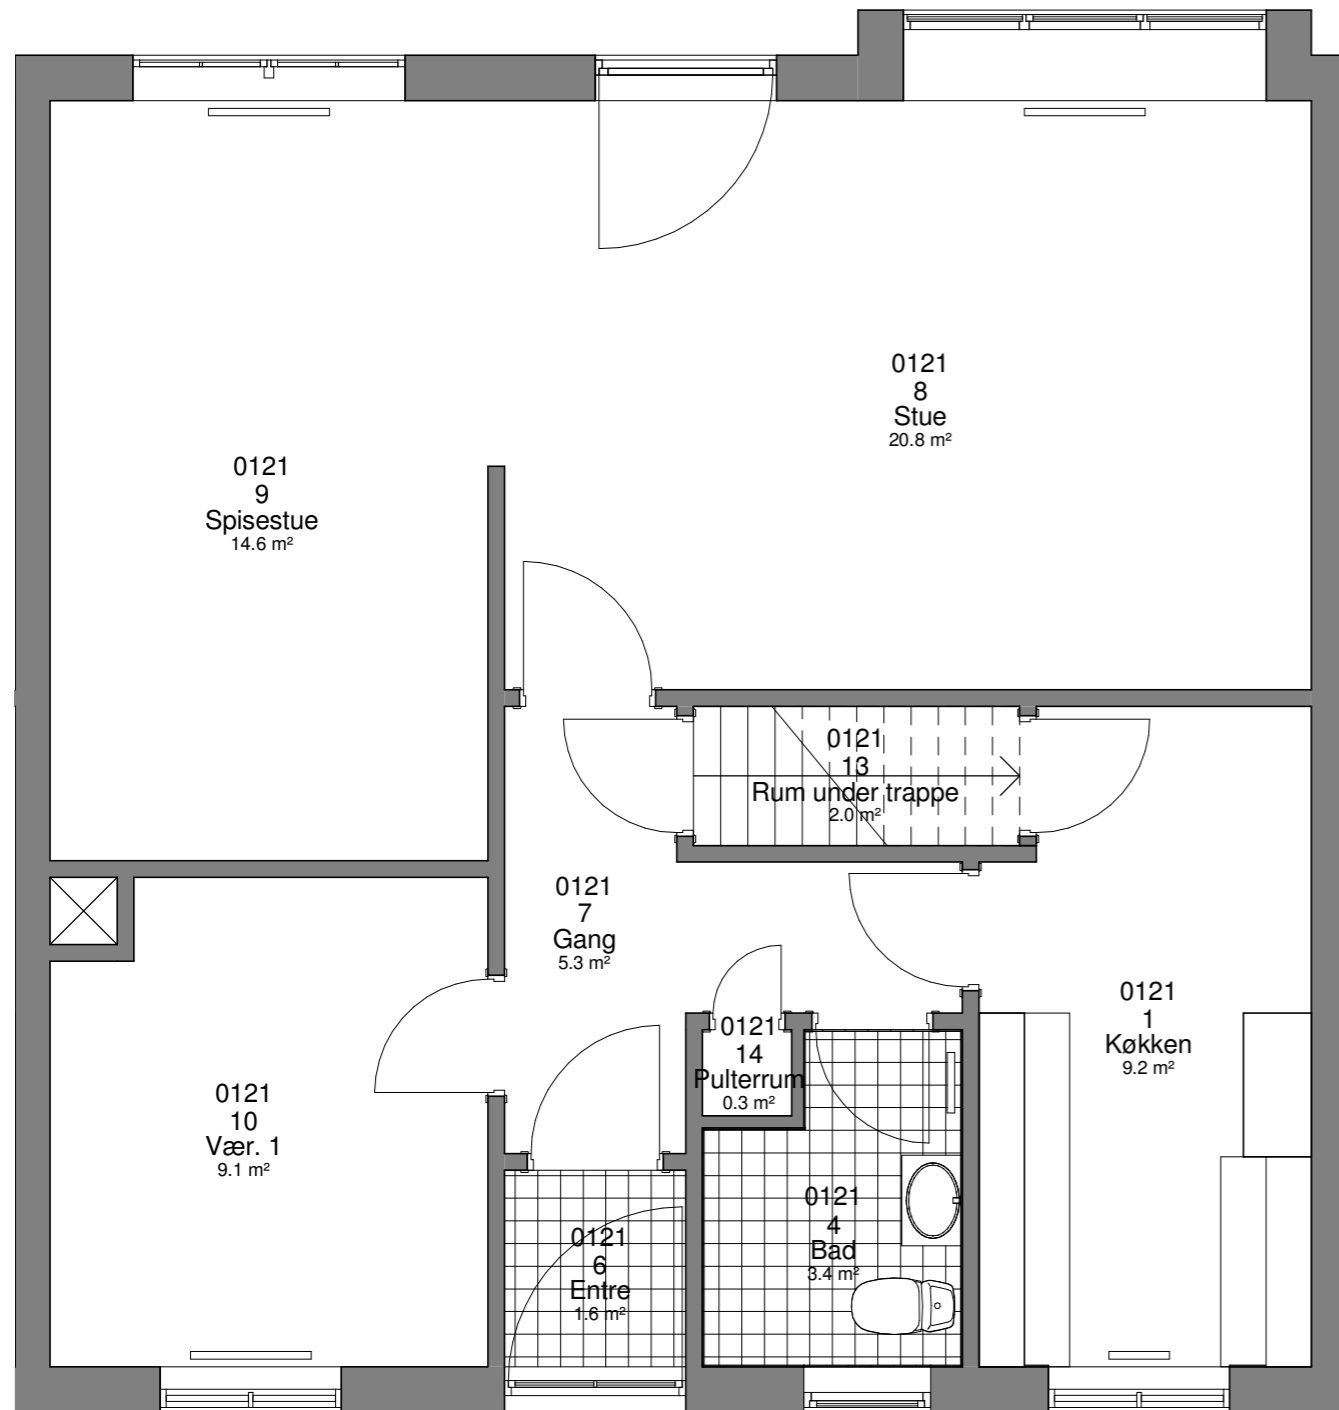 0121
8
Stue
20.8 m²
0121
9
Spisestue
14.6 m²
0121
13
Rum under trappe
2.0 m²
0121
7
Gang
5.3 m²
0121
1
Køkken
9.2 m²
0121
14
Pulterrum
0.3 m²
0121
10
Vær. 1
9.1 m²
0121
4
Bad
3.4 m²
0121
6
Entre
1.6 m²